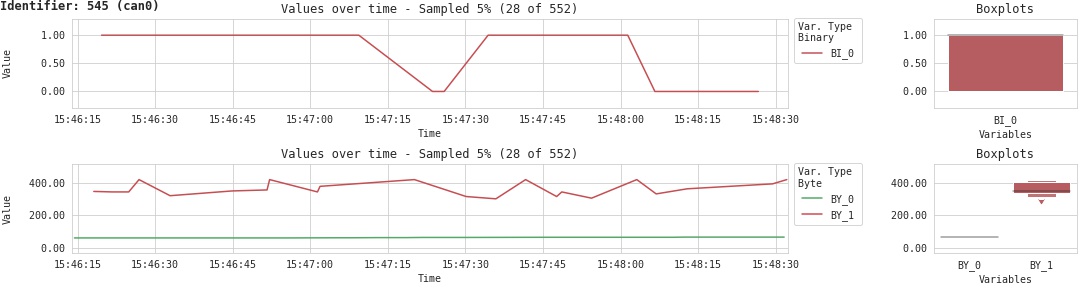 Identifier: 545 (can0)
Values over time - Sampled 5% (28 of 552)
Boxplots
Value
1.00
0.50
0.00
15:46:15 15:46:30 15:46:45 15:47:00 15:47:15 15:47:30 15:47:45 15:48:00 15:48:15 15:48:30
Time
Var. Type
Binary
BI_0
1.00
0.50
0.00
BI_0
Variables
Values over time - Sampled 5% (28 of 552)
Boxplots
Value
400.00
200.00
0.00
15:46:15 15:46:30 15:46:45 15:47:00 15:47:15 15:47:30 15:47:45 15:48:00 15:48:15 15:48:30
Time
Var. Type
Byte
BY_0
BY_1
400.00
200.00
0.00
BY_0 BY_1
Variables